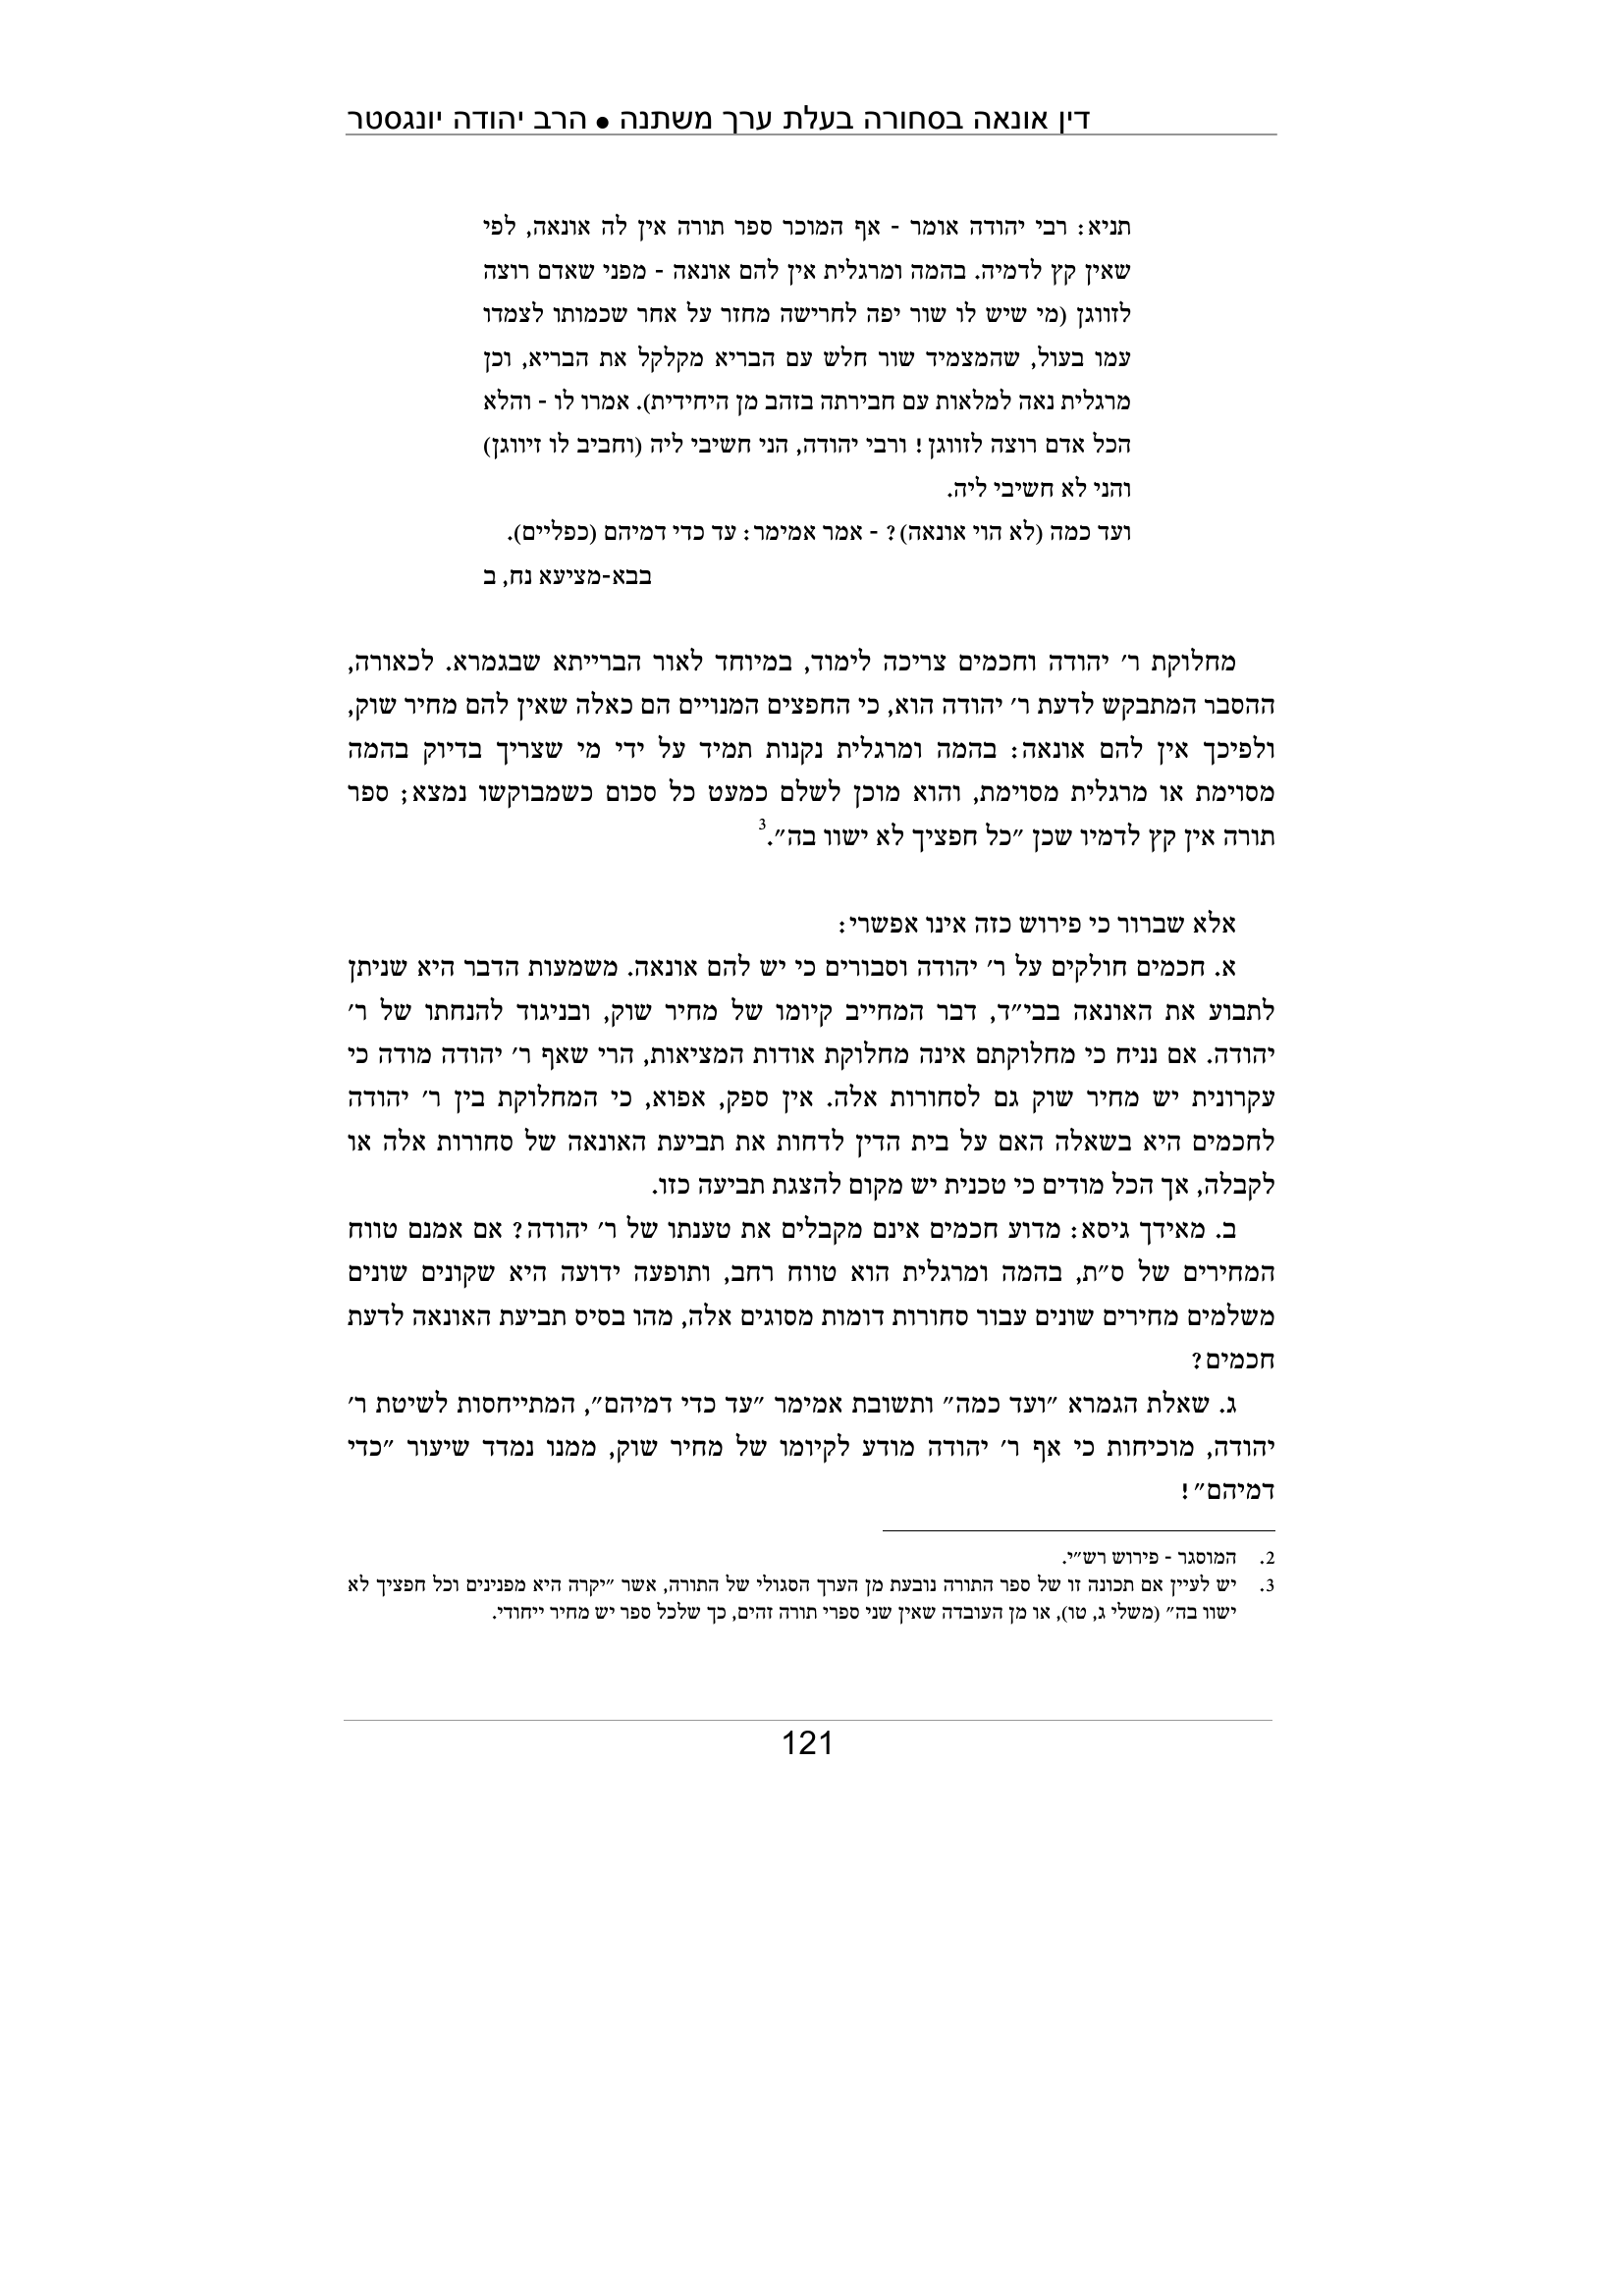 דין אונאה בסחורה בעלת ערך משתנה ● הרב יהודה יונגסטר
תניא: רבי יהודה אומר - אף המוכר ספר תורה אין לה אונאה, לפי
שאין קץ לדמיה. בהמה ומרגלית אין להם אונאה - מפני שאדם רוצה
לזווגן (מי שיש לו שור יפה לחרישה מחזר על אחר שכמותו לצמדו
עמו בעול, שהמצמיד שור חלש עם הבריא מקלקל את הבריא, וכן
מרגלית נאה למלאות עם חבירתה בזהב מן היחידית). אמרו לו - והלא
הכל אדם רוצה לזווגן! ורבי יהודה, הני חשיבי ליה (וחביב לו זיווגן)
והני לא חשיבי ליה.
ועד כמה (לא הוי אונאה)? - אמר אמימר: עד כדי דמיהם (כפליים).
בבא-מציעא נח, ב
מחלוקת ר׳ יהודה וחכמים צריכה לימוד, במיוחד לאור הברייתא שבגמרא. לכאורה,
ההסבר המתבקש לדעת ר׳ יהודה הוא, כי החפצים המנויים הם כאלה שאין להם מחיר שוק,
ולפיכך אין להם אונאה: בהמה ומרגלית נקנות תמיד על ידי מי שצריך בדיוק בהמה
מסוימת או מרגלית מסוימת, והוא מוכן לשלם כמעט כל סכום כשמבוקשו נמצא; ספר
תורה אין קץ לדמיו שכן ״כל חפציך לא ישוו בה״.3
אלא שברור כי פירוש כזה אינו אפשרי:
א. חכמים חולקים על ר׳ יהודה וסבורים כי יש להם אונאה. משמעות הדבר היא שניתן
לתבוע את האונאה בבי״ד, דבר המחייב קיומו של מחיר שוק, ובניגוד להנחתו של ר׳
יהודה. אם נניח כי מחלוקתם אינה מחלוקת אודות המציאות, הרי שאף ר׳ יהודה מודה כי
עקרונית יש מחיר שוק גם לסחורות אלה. אין ספק, אפוא, כי המחלוקת בין ר׳ יהודה
לחכמים היא בשאלה האם על בית הדין לדחות את תביעת האונאה של סחורות אלה או
לקבלה, אך הכל מודים כי טכנית יש מקום להצגת תביעה כזו.
ב. מאידך גיסא: מדוע חכמים אינם מקבלים את טענתו של ר׳ יהודה? אם אמנם טווח
המחירים של ס״ת, בהמה ומרגלית הוא טווח רחב, ותופעה ידועה היא שקונים שונים
משלמים מחירים שונים עבור סחורות דומות מסוגים אלה, מהו בסיס תביעת האונאה לדעת
חכמים?
ג. שאלת הגמרא ״ועד כמה״ ותשובת אמימר ״עד כדי דמיהם״, המתייחסות לשיטת ר׳
יהודה, מוכיחות כי אף ר׳ יהודה מודע לקיומו של מחיר שוק, ממנו נמדד שיעור ״כדי
דמיהם״!
2. המוסגר - פירוש רש״י.
3. יש לעיין אם תכונה זו של ספר התורה נובעת מן הערך הסגולי של התורה, אשר ״יקרה היא מפנינים וכל חפציך לא
ישוו בה״ (משלי ג, טו), או מן העובדה שאין שני ספרי תורה זהים, כך שלכל ספר יש מחיר ייחודי.
121